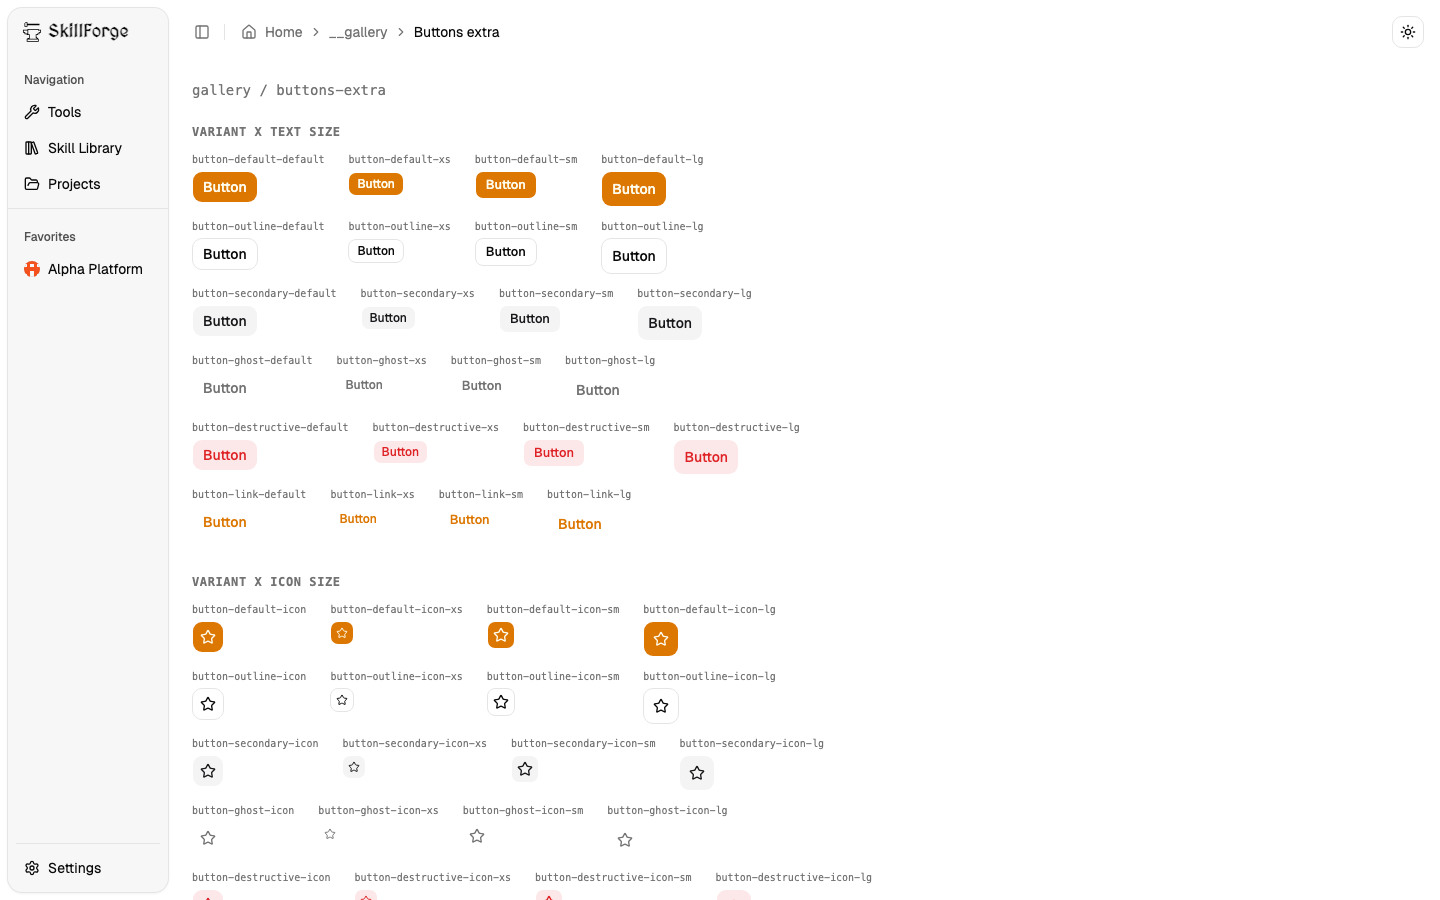 SkillForge
Navigation
Tools
Skill Library
Projects
Favorites
Alpha Platform
Settings
Home > __gallery > Buttons extra
gallery / buttons-extra
VARIANT X TEXT SIZE
button-default-default button-default-xs button-default-sm button-default-lg
Button Button Button Button
button-outline-default button-outline-xs button-outline-sm button-outline-lg
Button Button Button Button
button-secondary-default button-secondary-xs button-secondary-sm button-secondary-lg
Button Button Button Button
button-ghost-default button-ghost-xs button-ghost-sm button-ghost-lg
Button Button Button Button
button-destructive-default button-destructive-xs button-destructive-sm button-destructive-lg
Button Button Button Button
button-link-default button-link-xs button-link-sm button-link-lg
Button Button Button Button
VARIANT X ICON SIZE
button-default-icon button-default-icon-xs button-default-icon-sm button-default-icon-lg
button-outline-icon button-outline-icon-xs button-outline-icon-sm button-outline-icon-lg
button-secondary-icon button-secondary-icon-xs button-secondary-icon-sm button-secondary-icon-lg
button-ghost-icon button-ghost-icon-xs button-ghost-icon-sm button-ghost-icon-lg
button-destructive-icon button-destructive-icon-xs button-destructive-icon-sm button-destructive-icon-lg